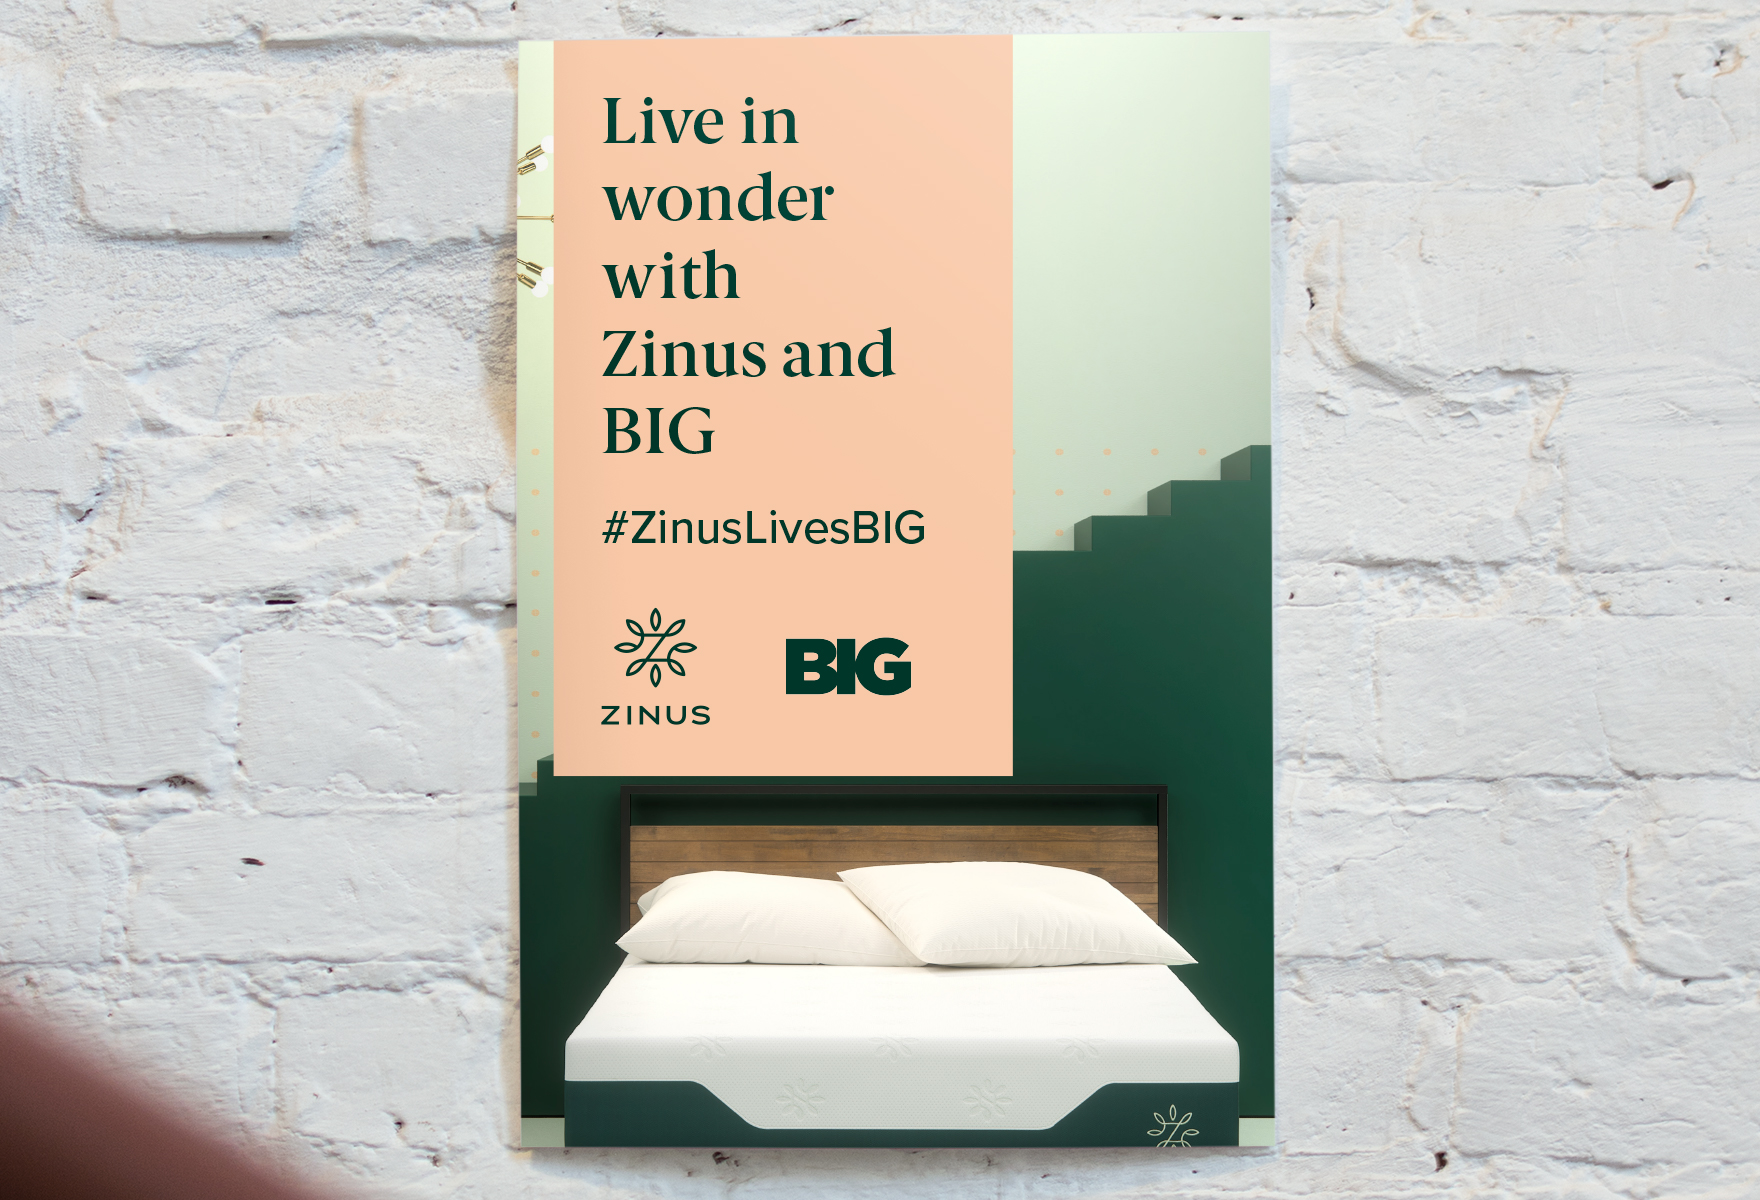 Live in
wonder
with
Zinus and
BIG
#ZinusLivesBIG
ZINUS
BIG